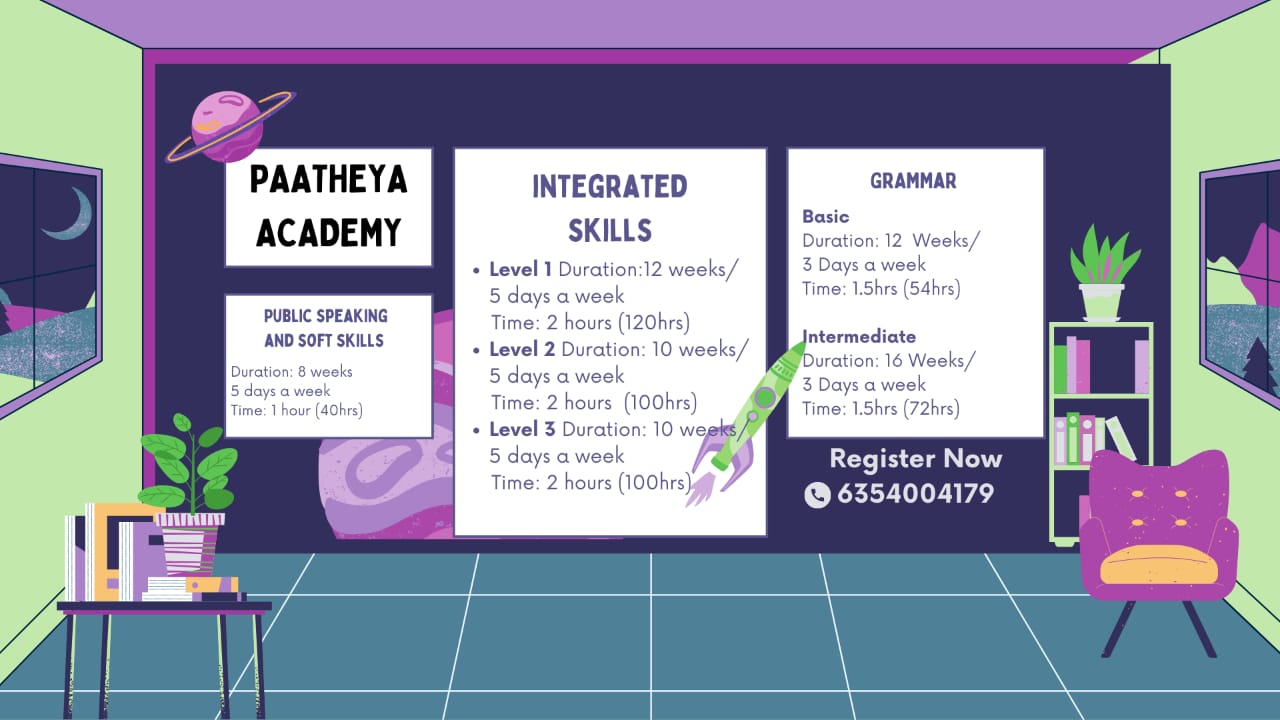 PAATHEYA
ACADEMY
PUBLIC SPEAKING
AND SOFT SKILLS
Duration: 8 weeks
5 days a week
Time: 1 hour (40hrs)
INTEGRATED
SKILLS
• Level 1 Duration:12 weeks/
5 days a week
Time: 2 hours (120hrs)
• Level 2 Duration: 10 weeks/
5 days a week
Time: 2 hours (100hrs)
• Level 3 Duration: 10 weeks/
5 days a week
Time: 2 hours (100hrs)
GRAMMAR
Basic
Duration: 12 Weeks/
3 Days a week
Time: 1.5hrs (54hrs)
Intermediate
Duration: 16 Weeks/
3 Days a week
Time: 1.5hrs (72hrs)
Register Now
6354004179